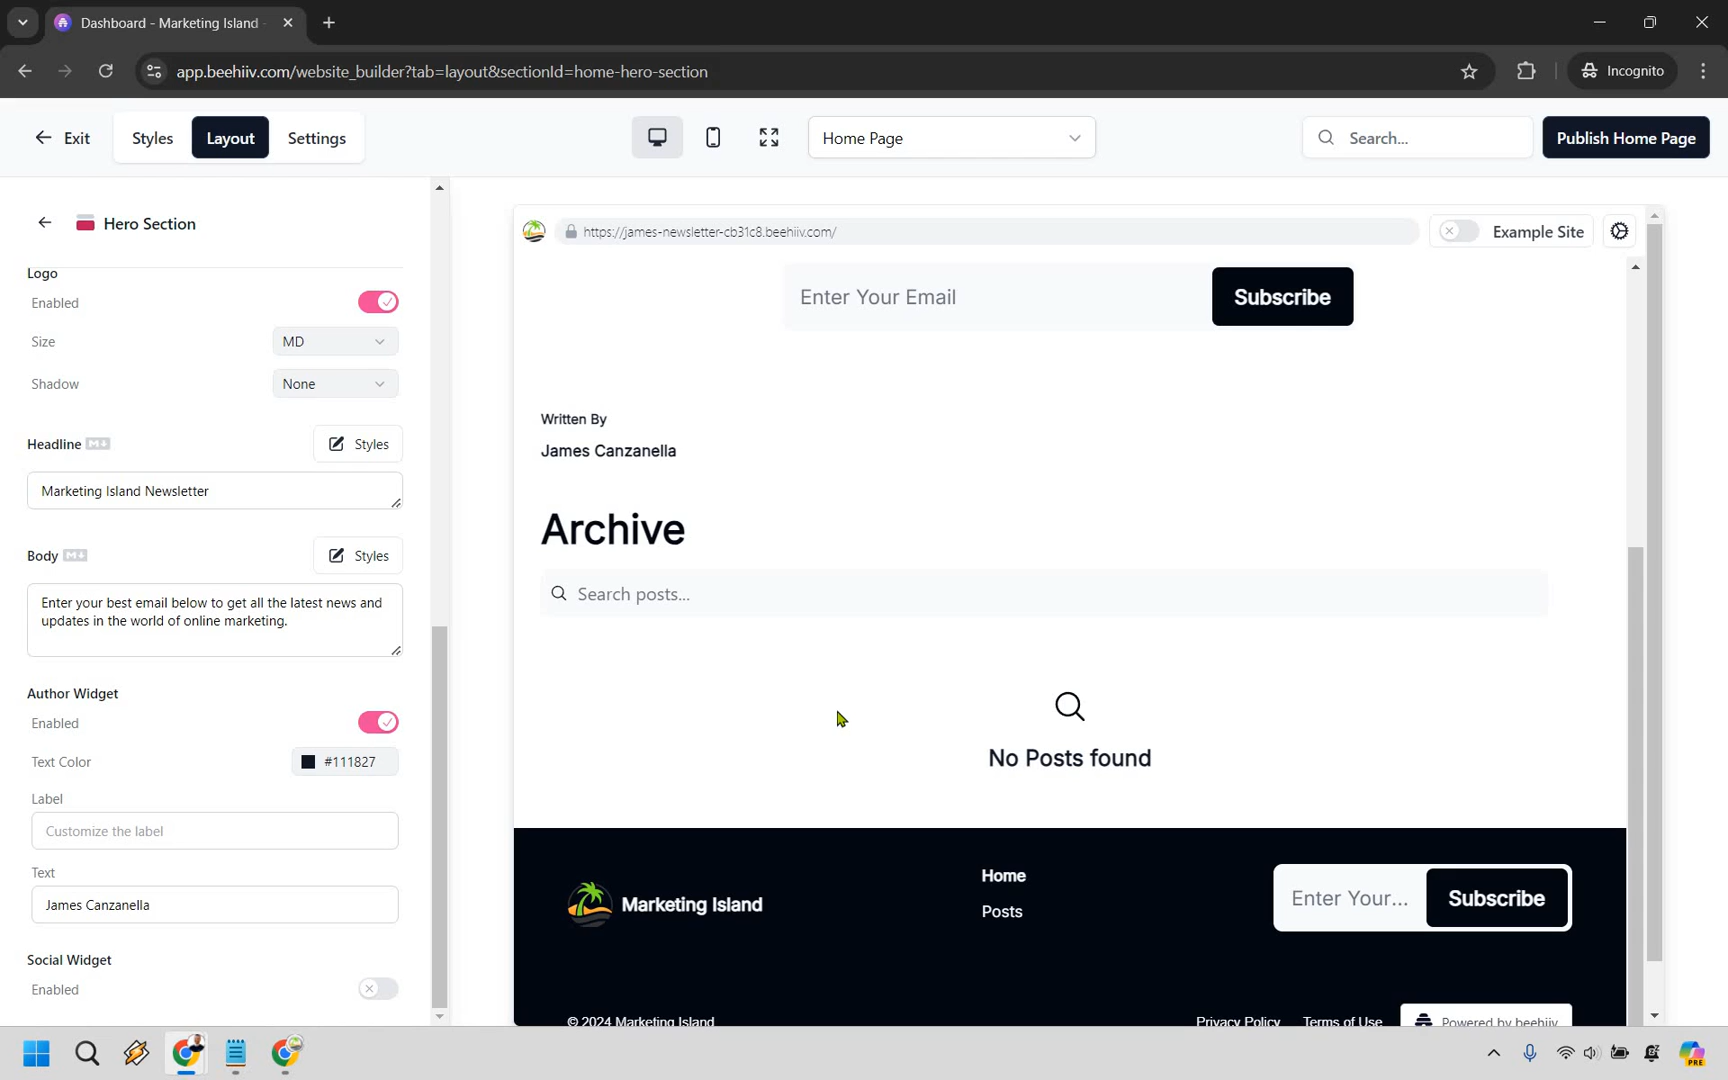 Dashboard - Marketing Island
app.beehiiv.com/website_builder?tab=layout&sectionId=home-hero-section
Incognito
Exit
Styles
Layout
Settings
Home Page
Search...
Publish Home Page
Hero Section
https://james-newsletter-cb31c8.beehiiv.com/
Example Site
Logo
Enabled
Size
MD
Shadow
None
Headline
Styles
Marketing Island Newsletter
Body
Styles
Enter your best email below to get all the latest news and
updates in the world of online marketing.
Author Widget
Enabled
Text Color
#111827
Label
Customize the label
Text
James Canzanella
Social Widget
Enabled
Enter Your Email
Subscribe
Written By
James Canzanella
Archive
Search posts...
No Posts found
Marketing Island
Home
Posts
Enter Your...
Subscribe
© 2024 Marketing Island
Privacy Policy
Terms of Use
Powered by beehiiv
PRE